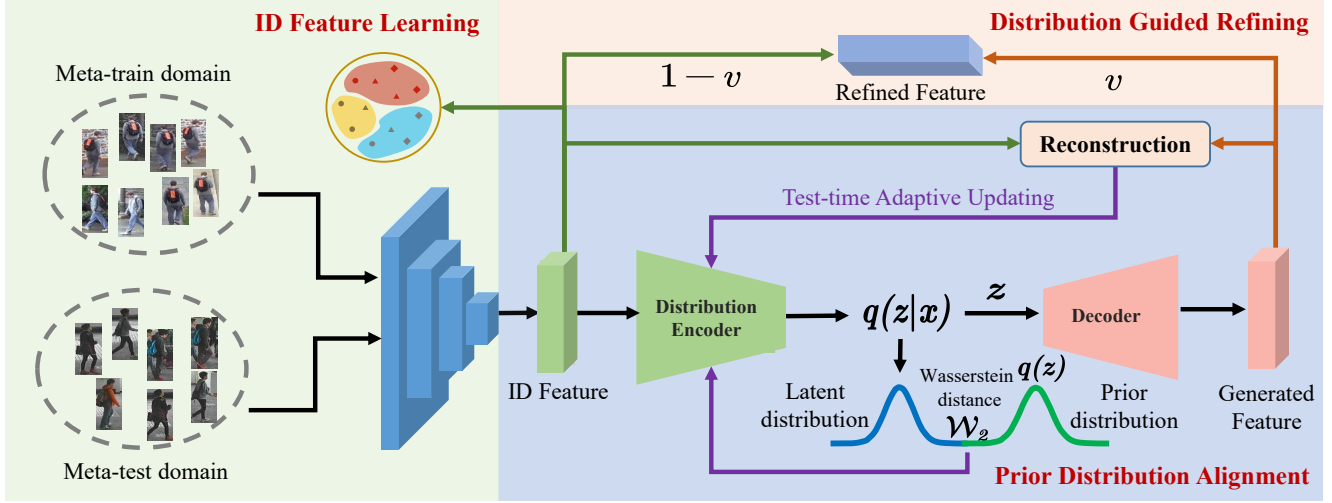 ID Feature Learning
Distribution Guided Refining
Meta-train domain
1 − v
Refined Feature
v
Reconstruction
Test-time Adaptive Updating
Distribution
Encoder
q(z|x)
z
Decoder
ID Feature
Latent
distribution
Wasserstein
distance
W₂
q(z)
Prior
distribution
Generated
Feature
Meta-test domain
Prior Distribution Alignment